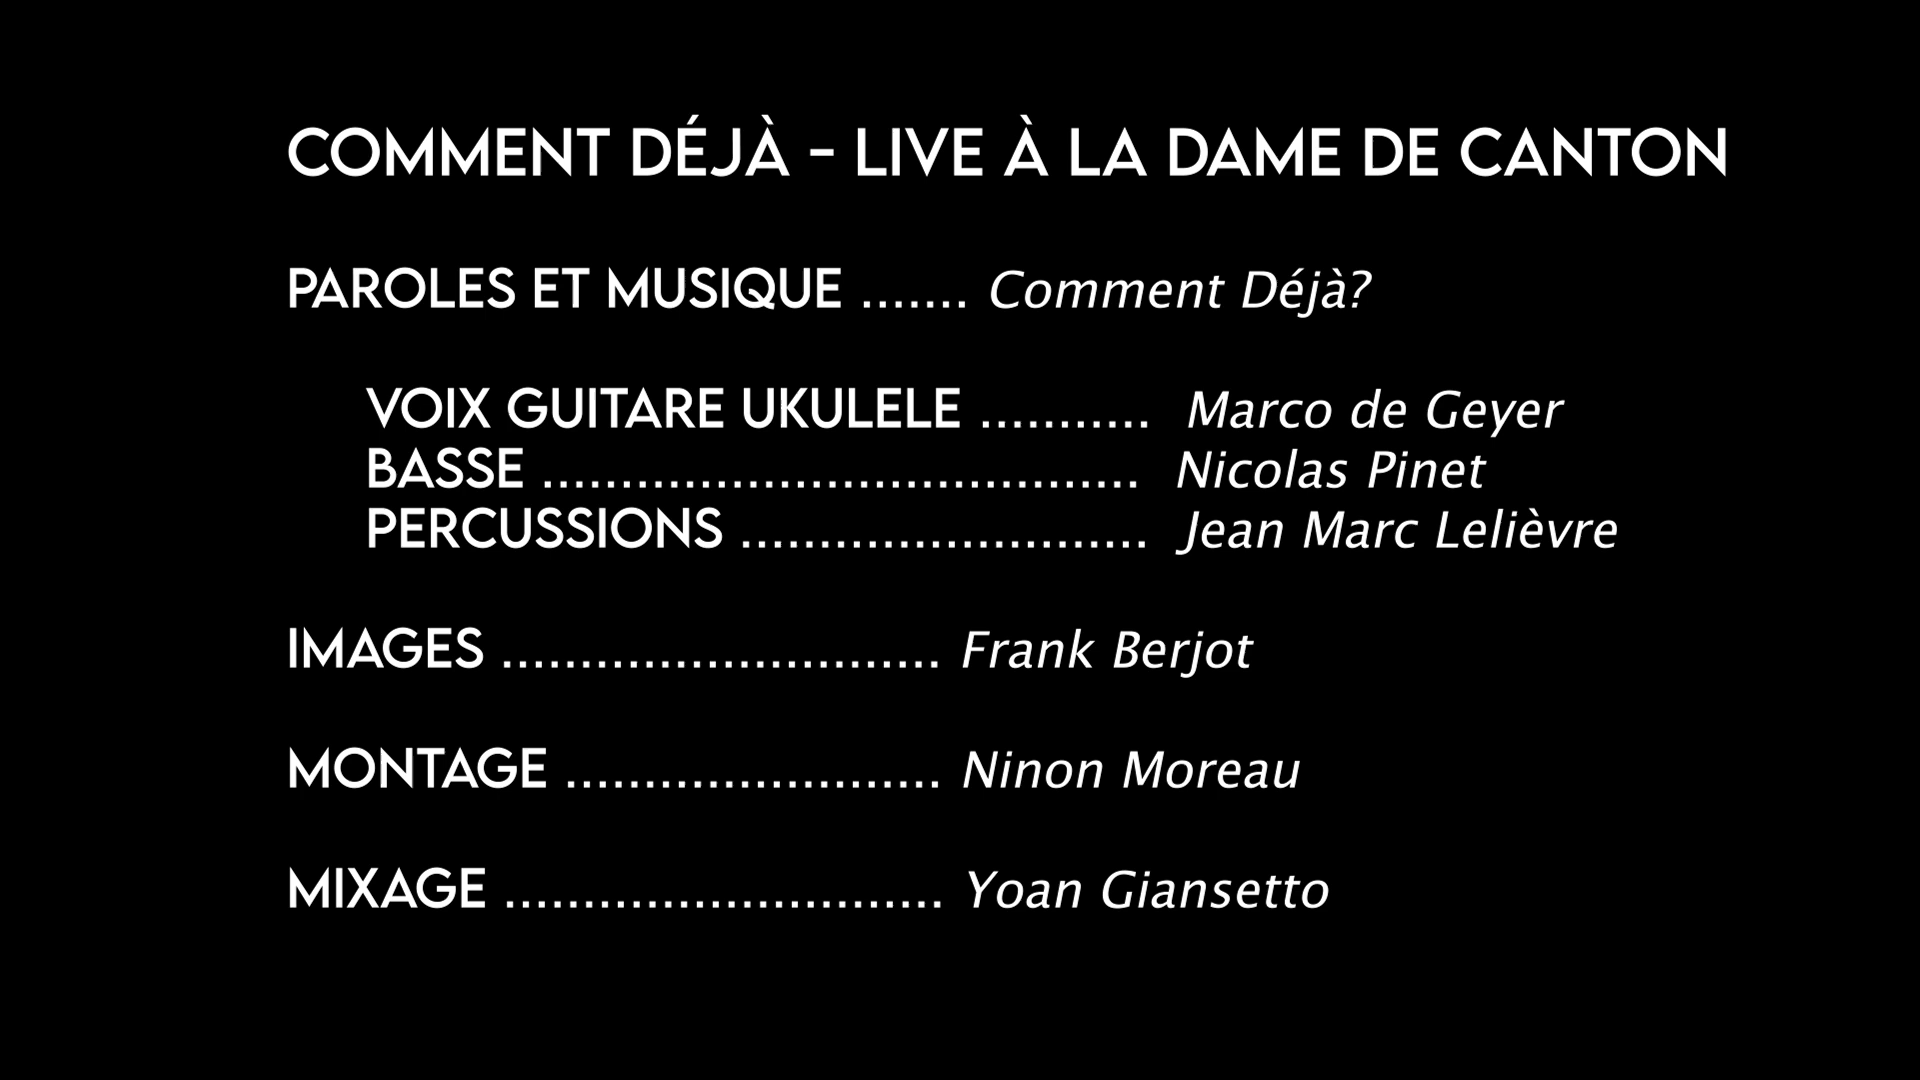 COMMENT DÉJÀ - LIVE À LA DAME DE CANTON
PAROLES ET MUSIQUE ....... Comment Déjà?
VOIX GUITARE UKULELE ........... Marco de Geyer
BASSE ...................................... Nicolas Pinet
PERCUSSIONS .......................... Jean Marc Lelièvre
IMAGES ............................ Frank Berjot
MONTAGE ........................ Ninon Moreau
MIXAGE ............................ Yoan Giansetto